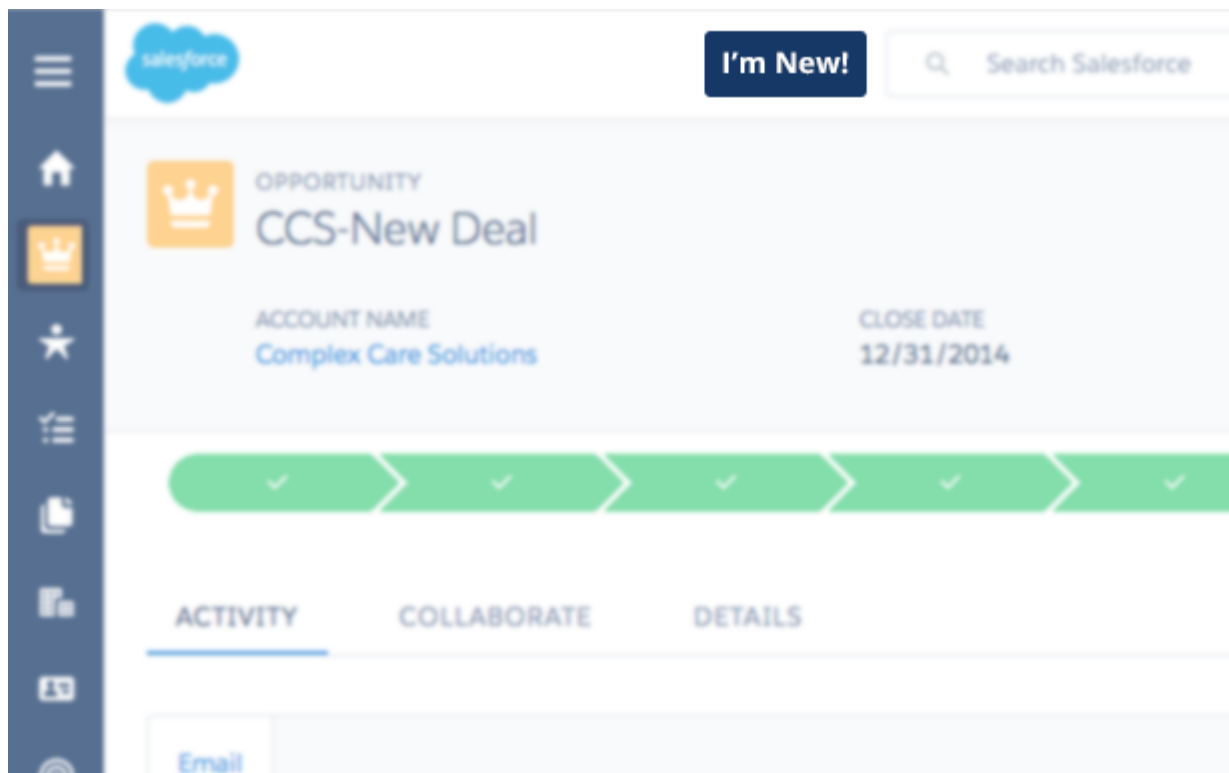 salesforce
I'm New!
Search Salesforce
OPPORTUNITY
CCS-New Deal
ACCOUNT NAME
CLOSE DATE
Complex Care Solutions
12/31/2014
ACTIVITY
COLLABORATE
DETAILS
Email